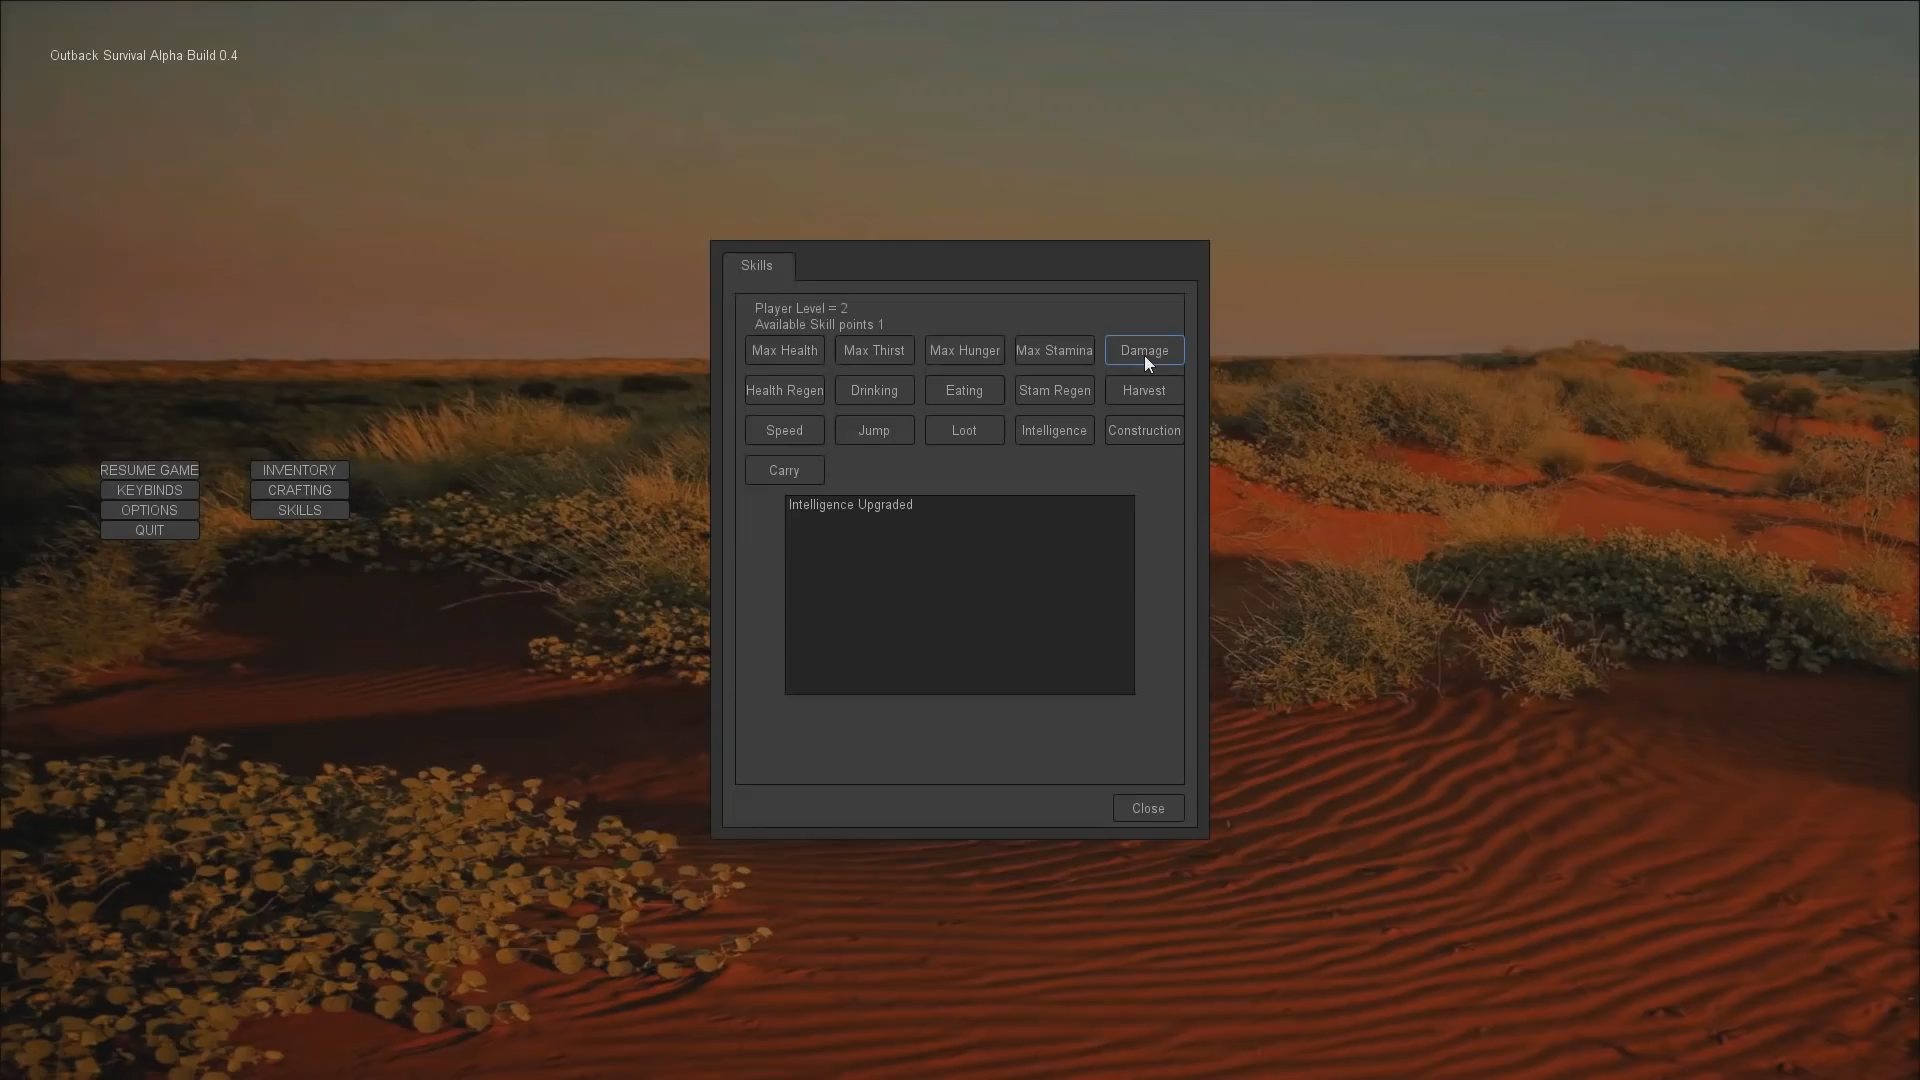 Outback Survival Alpha Build 0.4
Skills
Player Level = 2
Available Skill points 1
Max Health Max Thirst Max Hunger Max Stamina Damage
Health Regen Drinking Eating Stam Regen Harvest
Speed Jump Loot Intelligence Construction
Carry
Intelligence Upgraded
Close
RESUME GAME INVENTORY
KEYBINDS CRAFTING
OPTIONS SKILLS
QUIT